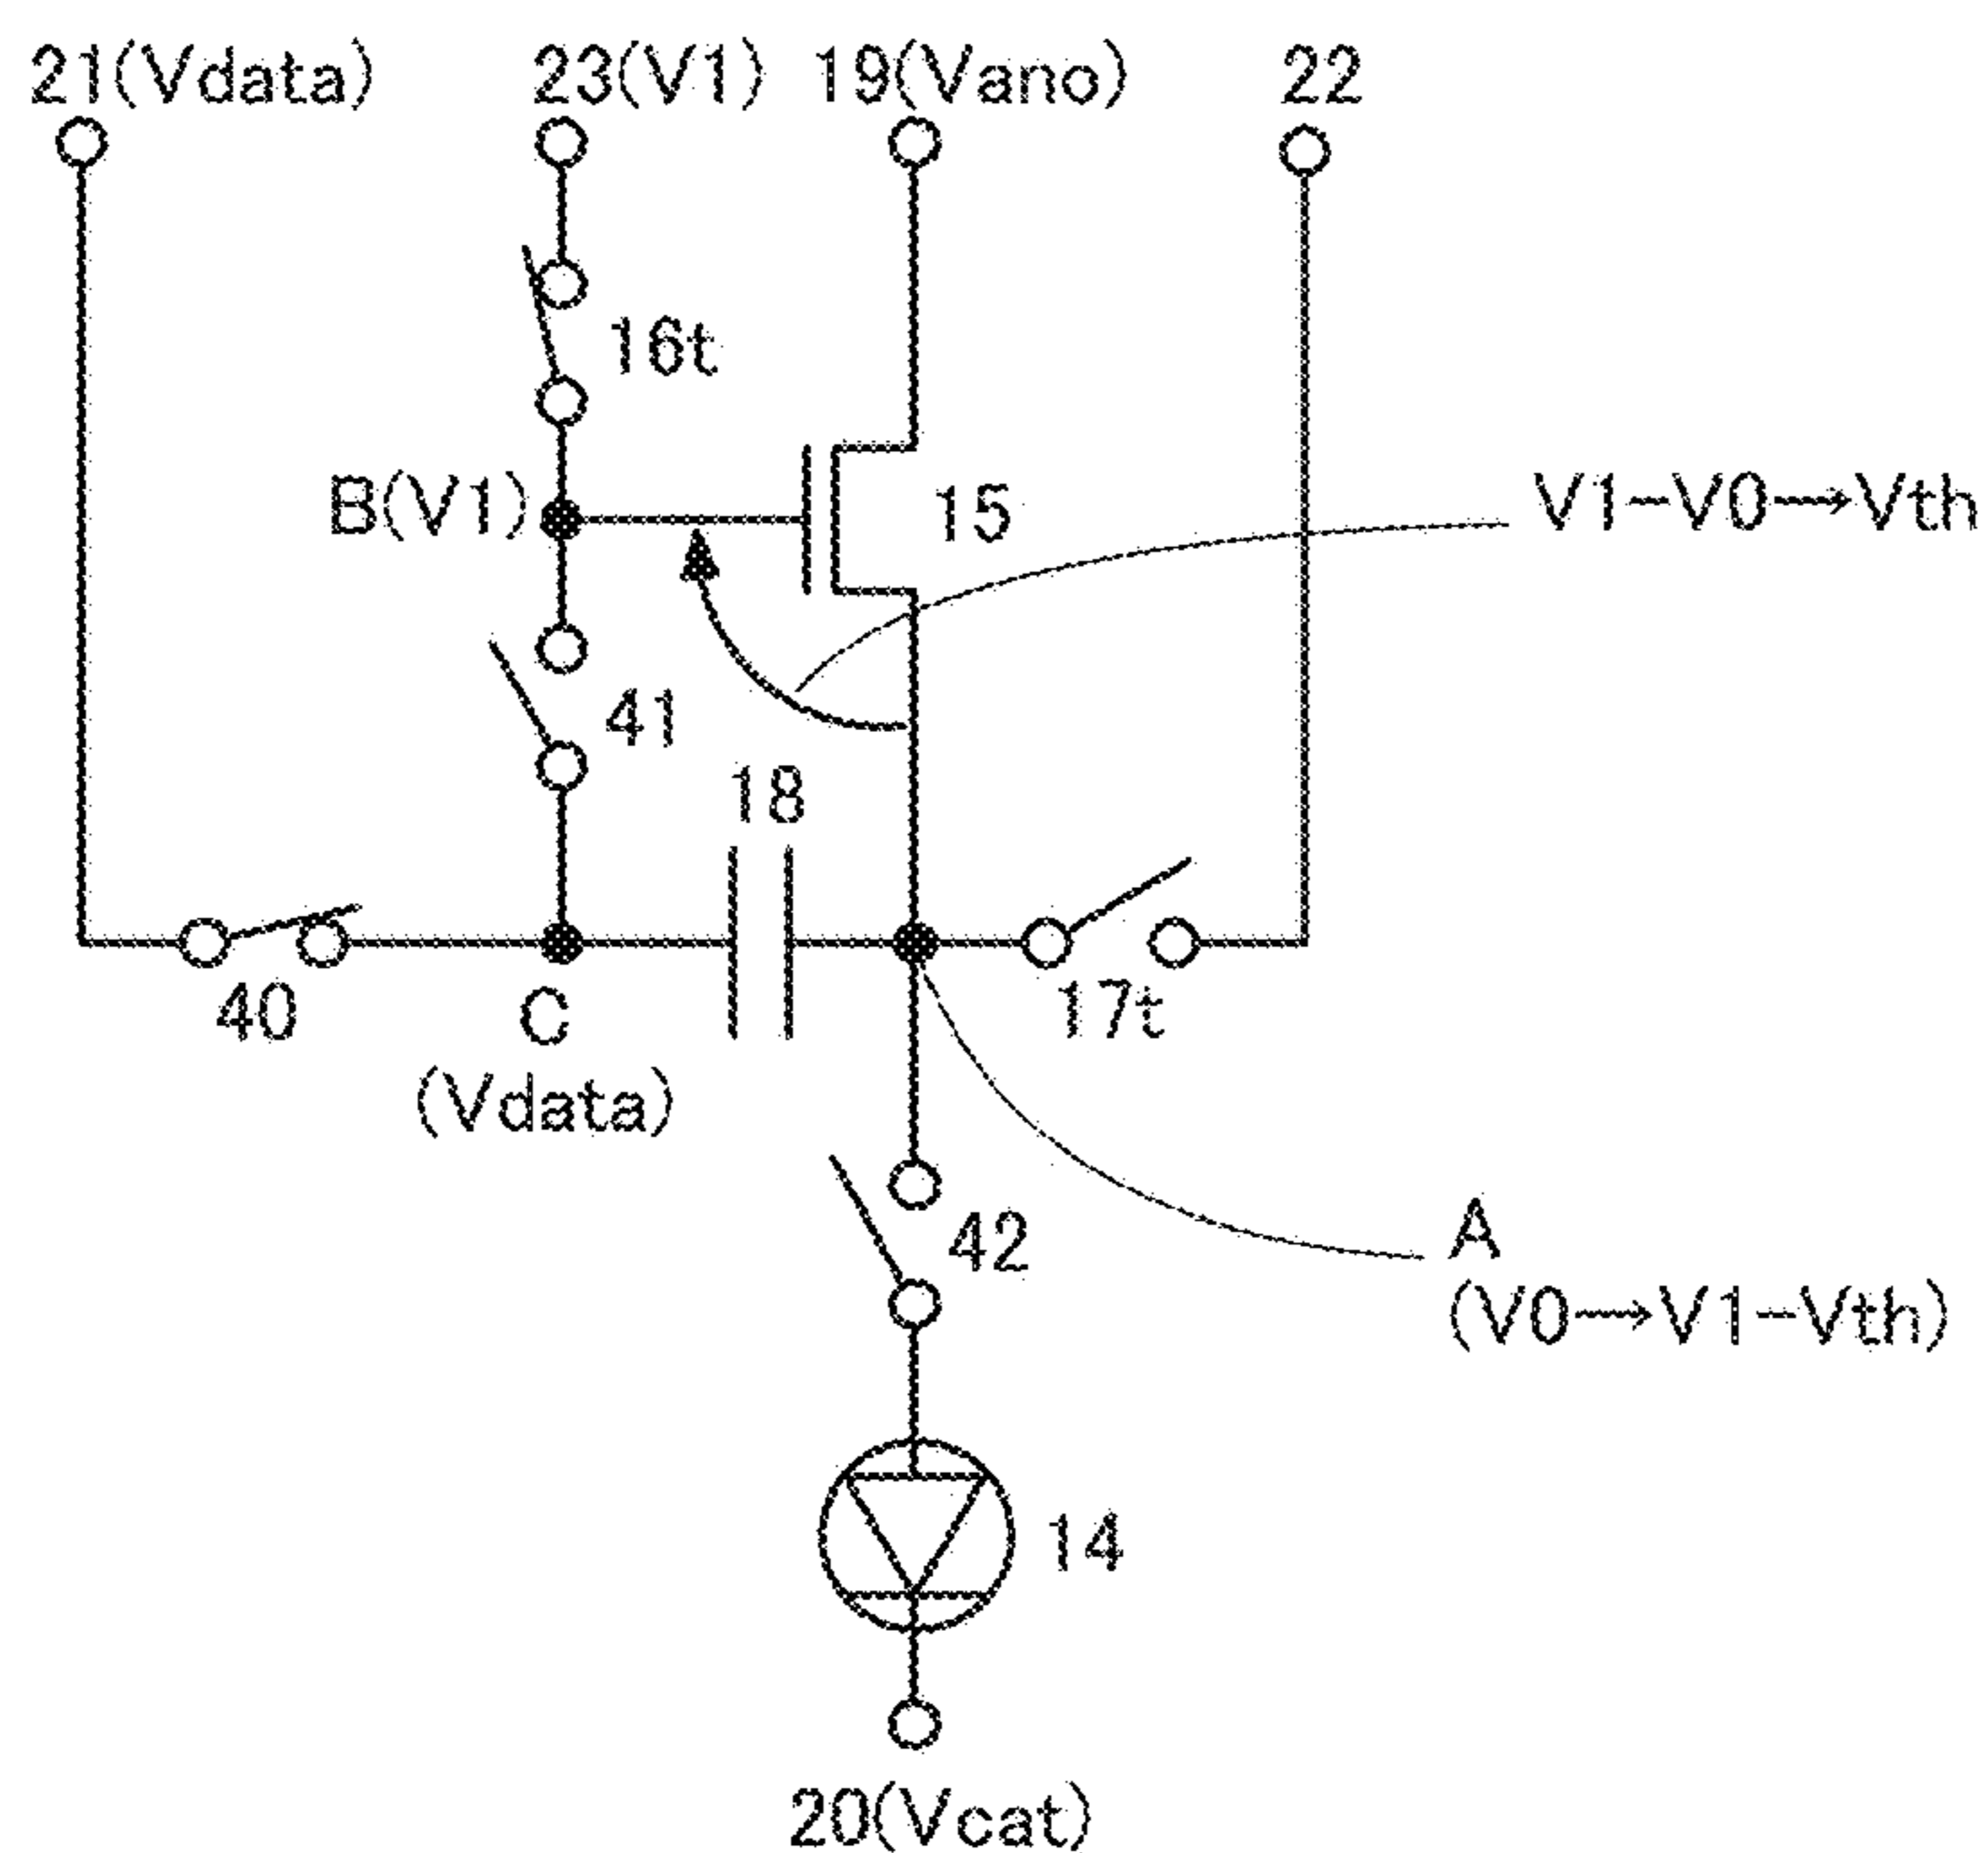 21(Vdata)
23(V1)
19(Vano)
22
16t
B(V1)
15
V1−V0→Vth
41
18
40
C
(Vdata)
17t
42
A
(V0→V1−Vth)
14
20(Vcat)